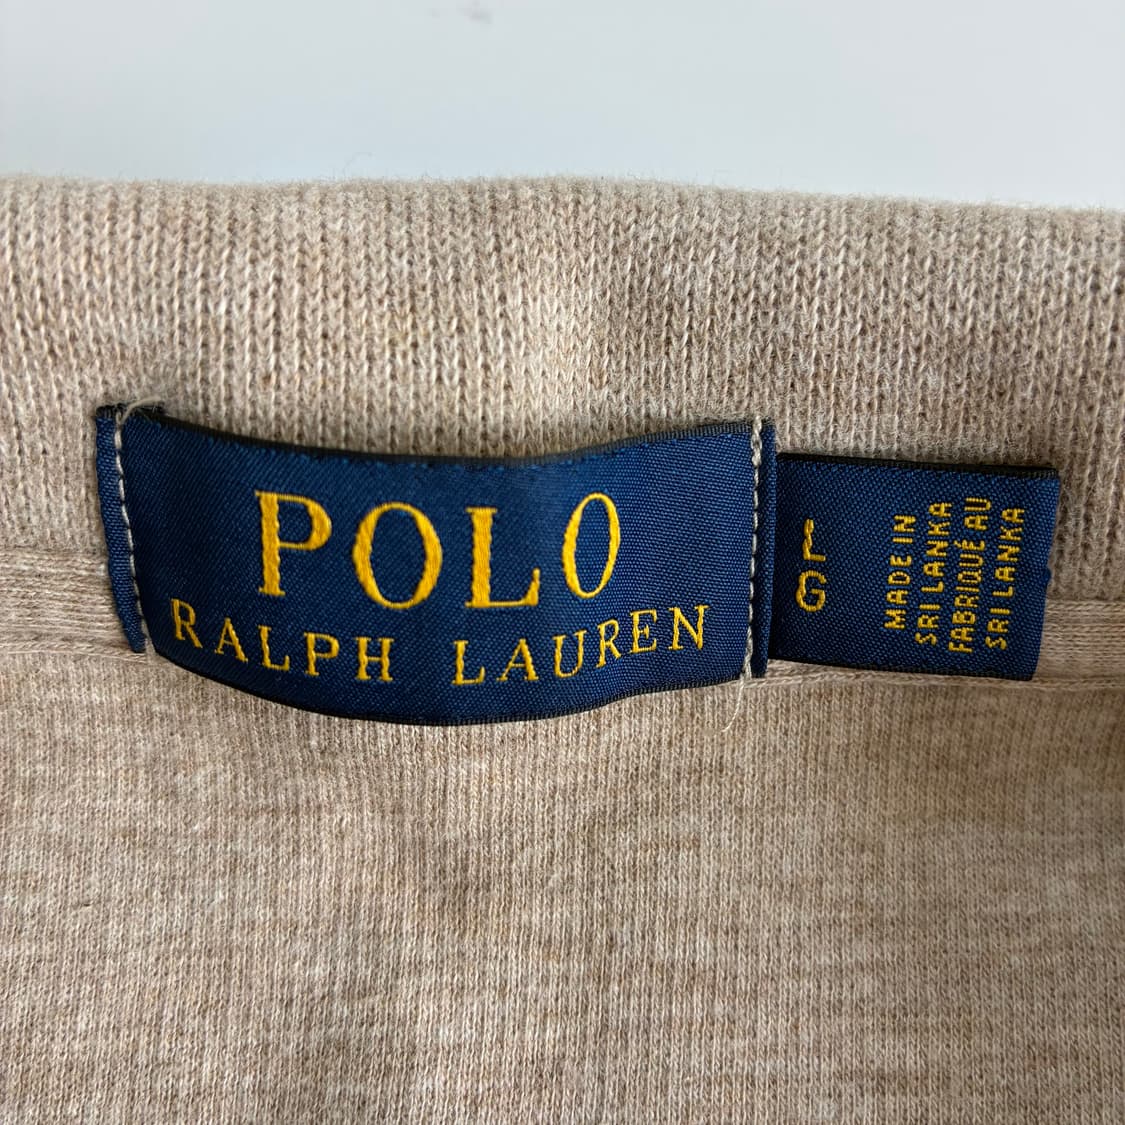 POLO
RALPH LAUREN
L
G
MADE IN
SRI LANKA
FABRIQUÉ AU
SRI LANKA